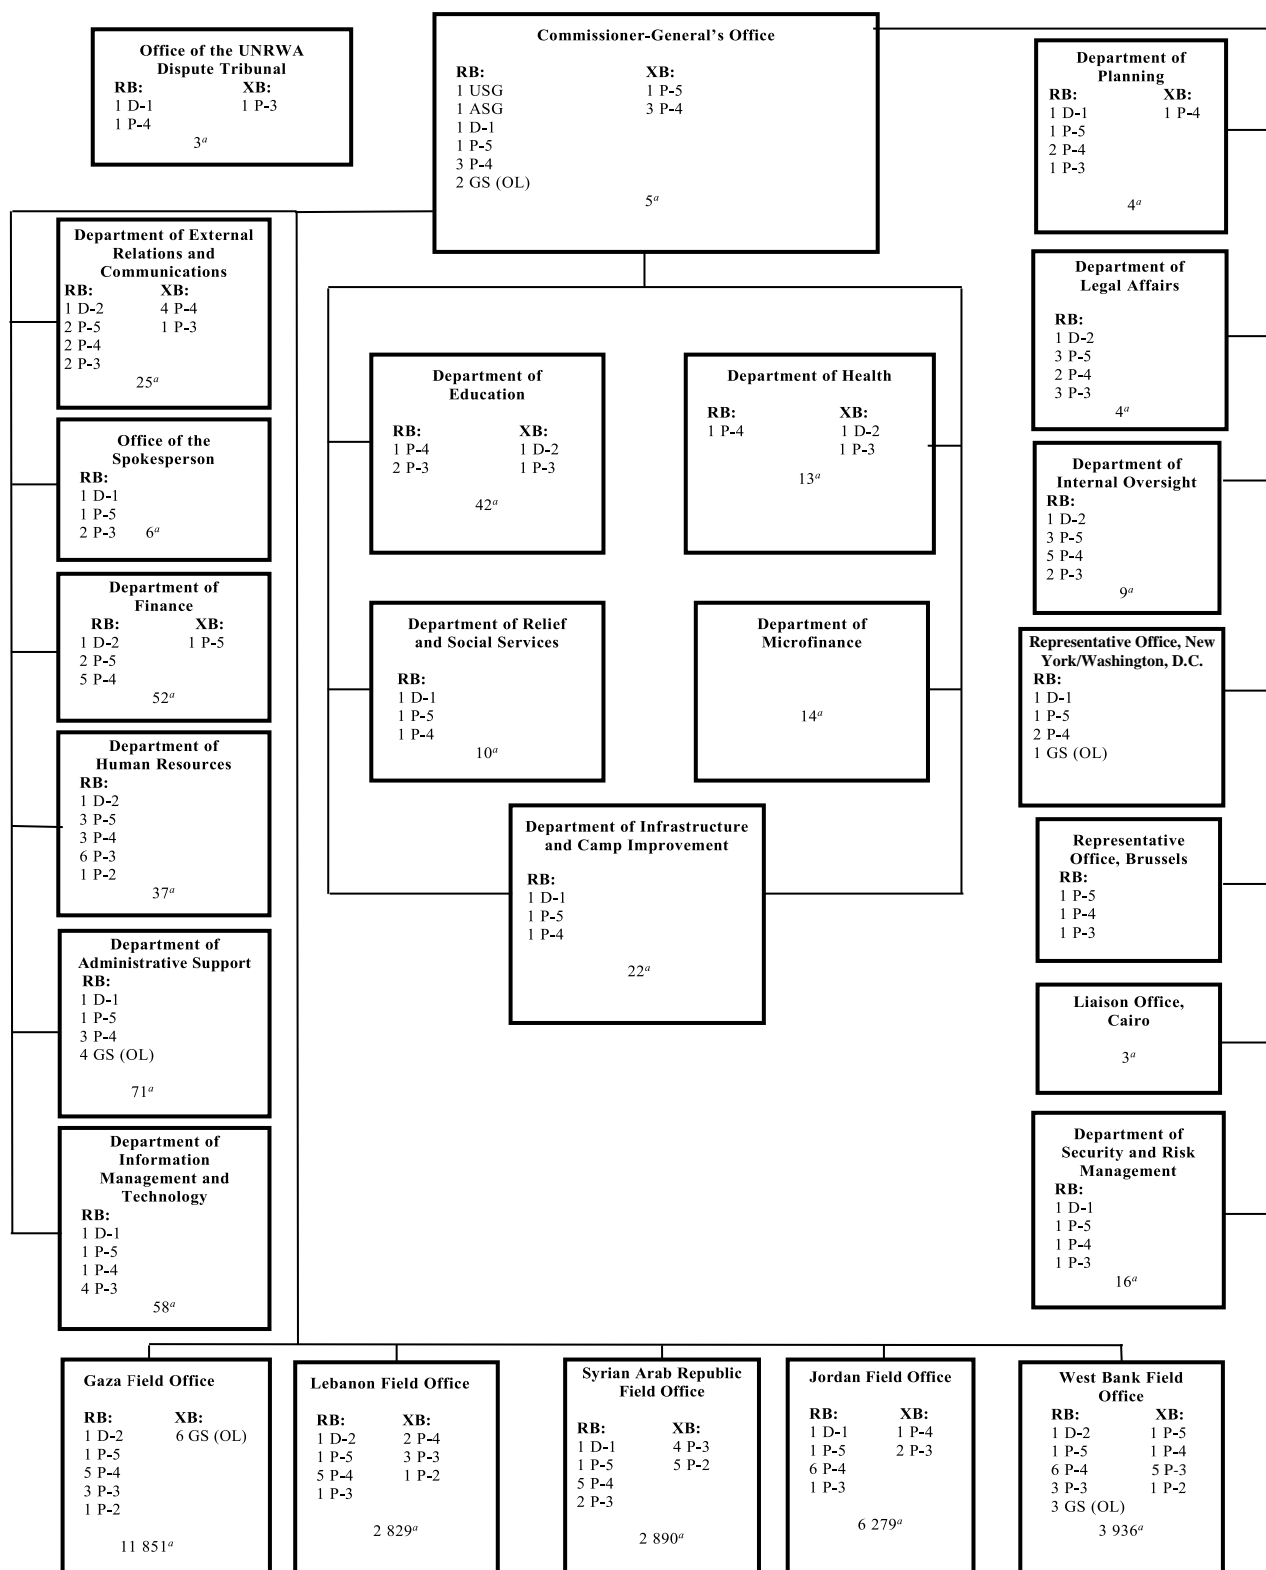 Office of the UNRWA
Dispute Tribunal
RB: XB:
1 D-1 1 P-3
1 P-4
3a
Commissioner-General's Office
RB: XB:
1 USG 1 P-5
1 ASG 3 P-4
1 D-1
1 P-5
3 P-4
2 GS (OL)
5a
Department of
Planning
RB: XB:
1 D-1 1 P-4
1 P-5
2 P-4
1 P-3
4a
Department of External
Relations and
Communications
RB: XB:
1 D-2 4 P-4
2 P-5 1 P-3
2 P-4
2 P-3
25a
Department of
Legal Affairs
RB:
1 D-2
3 P-5
2 P-4
3 P-3
4a
Department of
Education
RB: XB:
1 P-4 1 D-2
2 P-3 1 P-3
42a
Department of Health
RB: XB:
1 P-4 1 D-2
1 P-3
13a
Office of the
Spokesperson
RB:
1 D-1
1 P-5
2 P-3 6a
Department of
Internal Oversight
RB:
1 D-2
3 P-5
5 P-4
2 P-3
9a
Department of
Finance
RB: XB:
1 D-2 1 P-5
2 P-5
5 P-4
52a
Department of Relief
and Social Services
RB:
1 D-1
1 P-5
1 P-4
10a
Department of
Microfinance
14a
Representative Office, New
York/Washington, D.C.
RB:
1 D-1
1 P-5
2 P-4
1 GS (OL)
Department of
Human Resources
RB:
1 D-2
3 P-5
3 P-4
6 P-3
1 P-2
37a
Department of Infrastructure
and Camp Improvement
RB:
1 D-1
1 P-5
1 P-4
22a
Representative
Office, Brussels
RB:
1 P-5
1 P-4
1 P-3
Department of
Administrative Support
RB:
1 D-1
1 P-5
3 P-4
4 GS (OL)
71a
Liaison Office,
Cairo
3a
Department of
Information
Management and
Technology
RB:
1 D-1
1 P-5
1 P-4
4 P-3
58a
Department of
Security and Risk
Management
RB:
1 D-1
1 P-5
1 P-4
1 P-3
16a
Gaza Field Office
RB: XB:
1 D-2 6 GS (OL)
1 P-5
5 P-4
3 P-3
1 P-2
11 851a
Lebanon Field Office
RB: XB:
1 D-2 2 P-4
1 P-5 3 P-3
5 P-4 1 P-2
1 P-3
2 829a
Syrian Arab Republic
Field Office
RB: XB:
1 D-1 4 P-3
1 P-5 5 P-2
5 P-4
2 P-3
2 890a
Jordan Field Office
RB: XB:
1 D-1 1 P-4
1 P-5 2 P-3
6 P-4
1 P-3
6 279a
West Bank Field
Office
RB: XB:
1 D-2 1 P-5
1 P-5 1 P-4
6 P-4 5 P-3
3 P-3 1 P-2
3 GS (OL)
3 936a